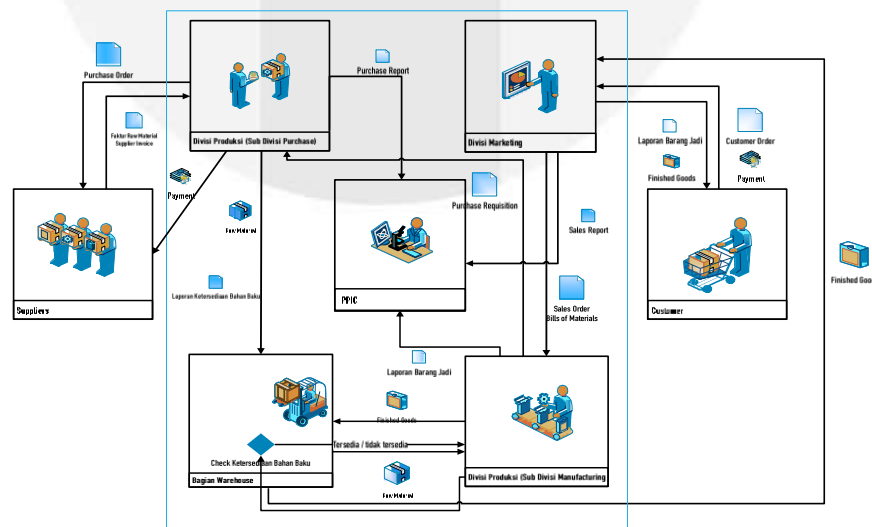 Purchase Order
Faktur Raw Material
Supplier Invoice
Payment
Suppliers
Divisi Produksi (Sub Divisi Purchase)
Purchase Report
Raw Material
Laporan Ketersediaan Bahan Baku
PPIC
Purchase Requisition
Divisi Marketing
Sales Report
Sales Order
Bills of Materials
Laporan Barang Jadi
Finished Goods
Customer Order
Payment
Custumer
Finished Goo
Laporan Barang Jadi
Finished Goods
Tersedia / tidak tersedia
Check Ketersediaan Bahan Baku
Bagian Warehouse
Raw Material
Divisi Produksi (Sub Divisi Manufacturing